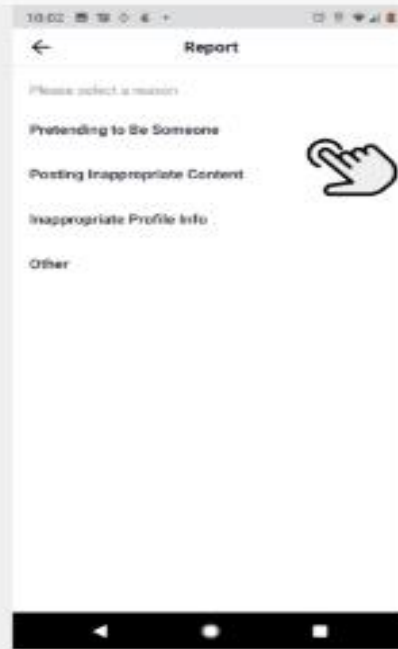 10:02
Report
Please select a reason
Pretending to Be Someone
Posting Inappropriate Content
Inappropriate Profile Info
Other